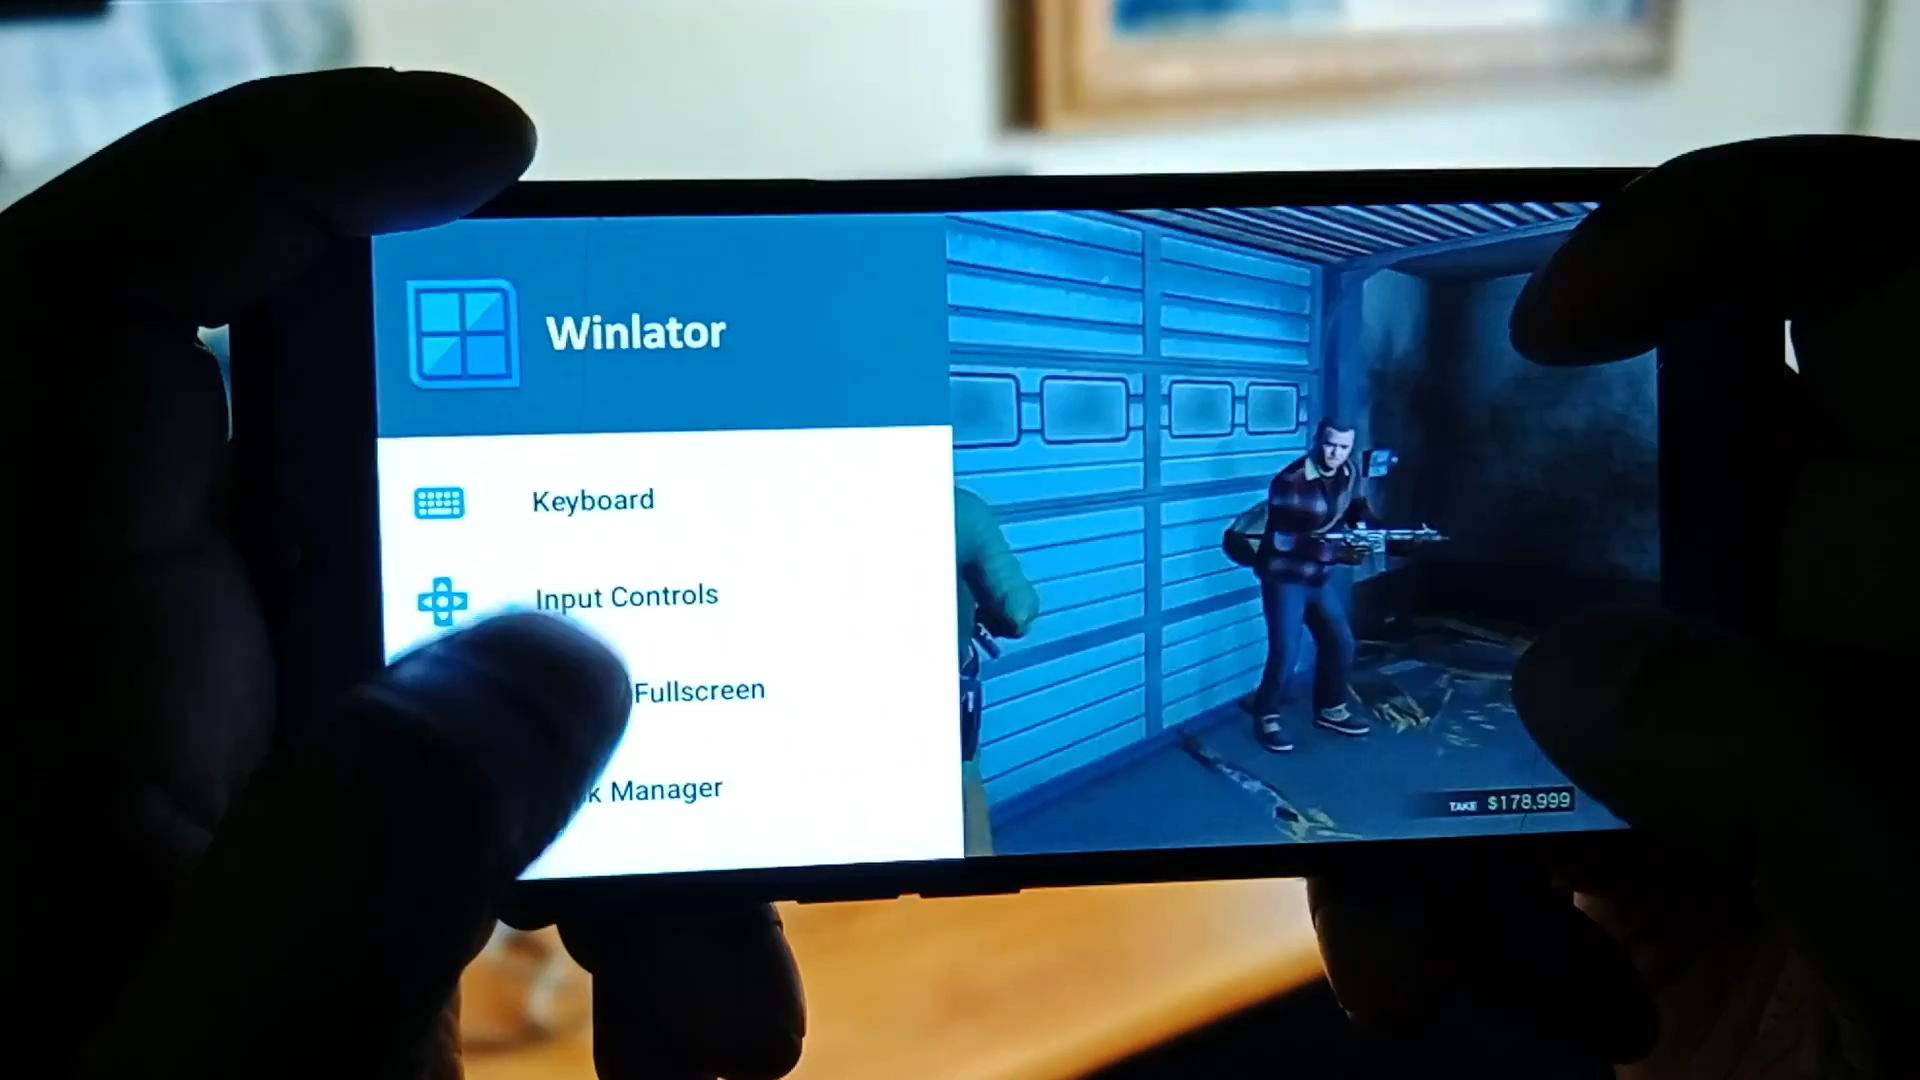 Winlator
Keyboard
Input Controls
Fullscreen
Manager
TAKE $178,999